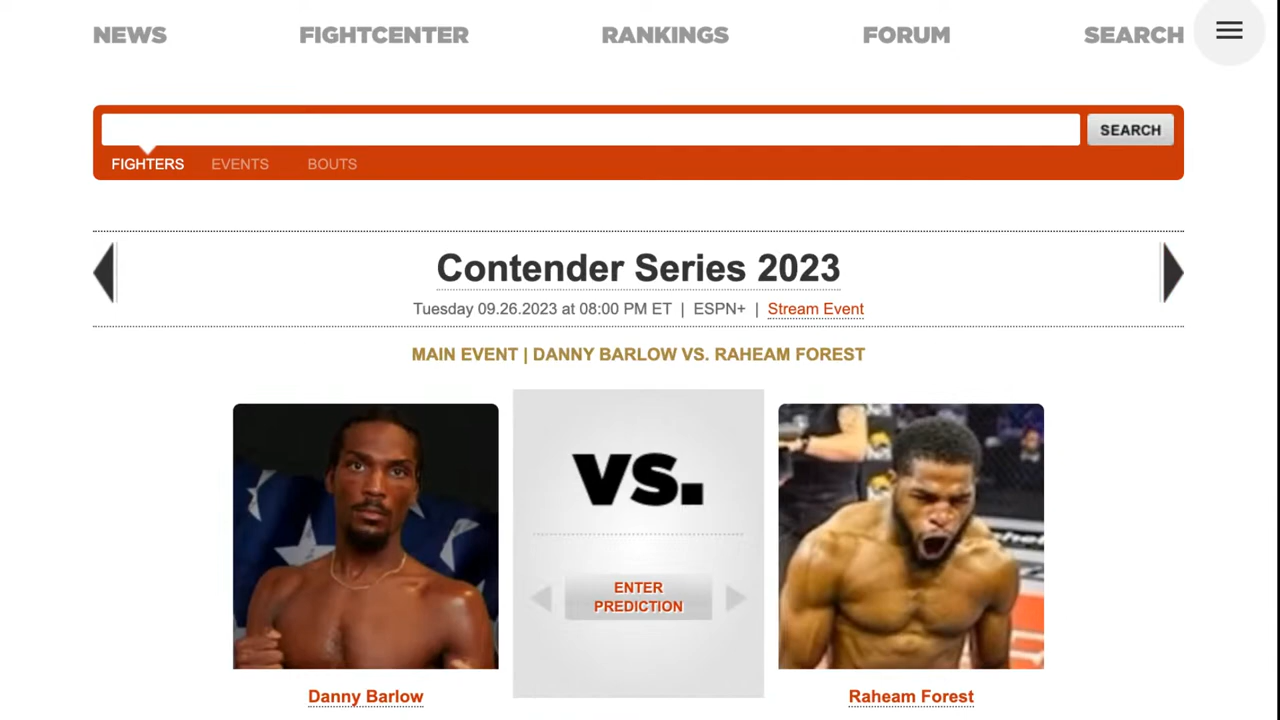 NEWS FIGHTCENTER RANKINGS FORUM SEARCH
SEARCH
FIGHTERS EVENTS BOUTS
Contender Series 2023
Tuesday 09.26.2023 at 08:00 PM ET | ESPN+ | Stream Event
MAIN EVENT | DANNY BARLOW VS. RAHEAM FOREST
VS.
ENTER
PREDICTION
Danny Barlow
Raheam Forest